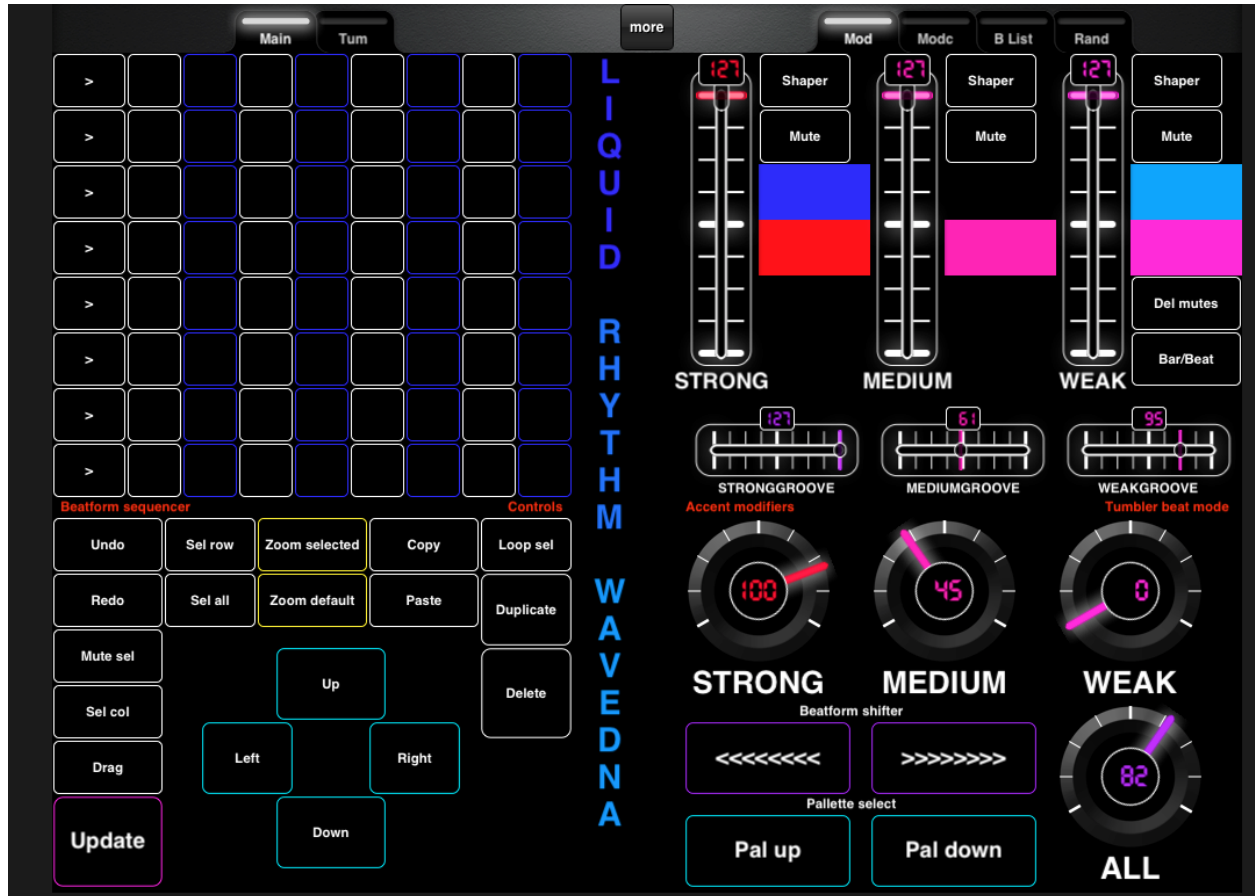 more
Main Tum
Mod Modc B List Rand
>
>
>
>
>
>
>
>
Beatform sequencer Controls
Undo Sel row Zoom selected Copy Loop sel
Redo Sel all Zoom default Paste Duplicate
Mute sel
Sel col
Drag
Update
Up
Left Right
Down
Delete
LIQUID RHYTHM WAVEDNA
127 Shaper 127 Shaper 127 Shaper
Mute Mute Mute
Del mutes
Bar/Beat
STRONG MEDIUM WEAK
127 61 95
STRONGGROOVE MEDIUMGROOVE WEAKGROOVE
Accent modifiers Tumbler beat mode
100 45 0
STRONG MEDIUM WEAK
Beatform shifter
<<<<<<<< >>>>>>>>
Pallette select
Pal up Pal down
82
ALL